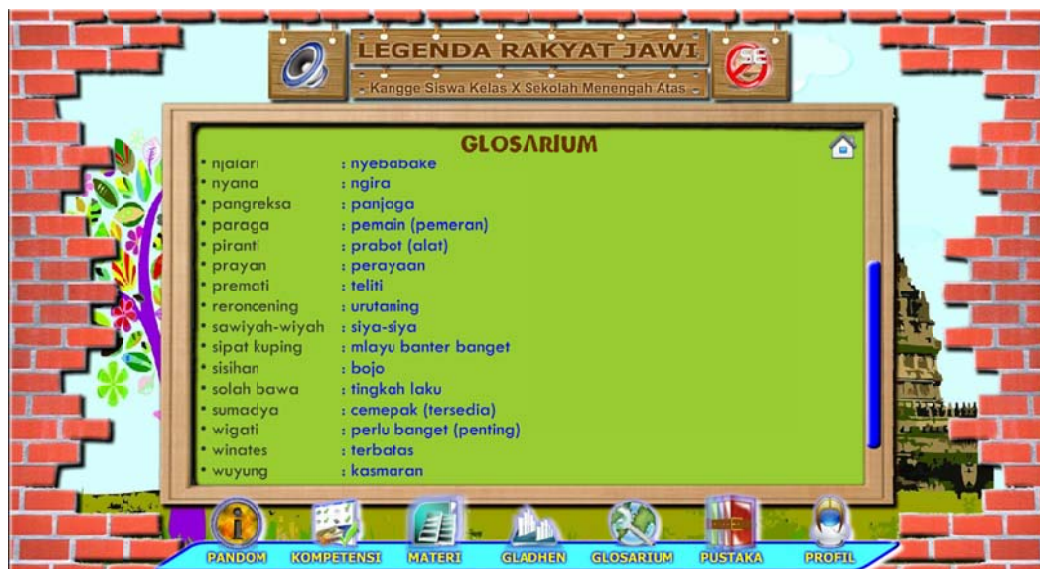 LEGENDA RAKYAT JAWI
SE
Kangge Siswa Kelas X Sekolah Menengah Atas
GLOSARIUM
• njalari : nyebabake
• nyana : ngira
• pangreksa : panjaga
• paraga : pemain (pemeran)
• piranti : prabot (alat)
• prayan : perayaan
• premati : teliti
• reroncening : urutaning
• sawiyah-wiyah : siya-siya
• sipat kuping : mlayu banter banget
• sisihan : bojo
• solah bawa : tingkah laku
• sumadya : cemepak (tersedia)
• wigati : perlu banget (penting)
• winates : terbatas
• wuyung : kasmaran
PANDOM KOMPETENSI MATERI GLADHEN GLOSARIUM PUSTAKA PROFIL